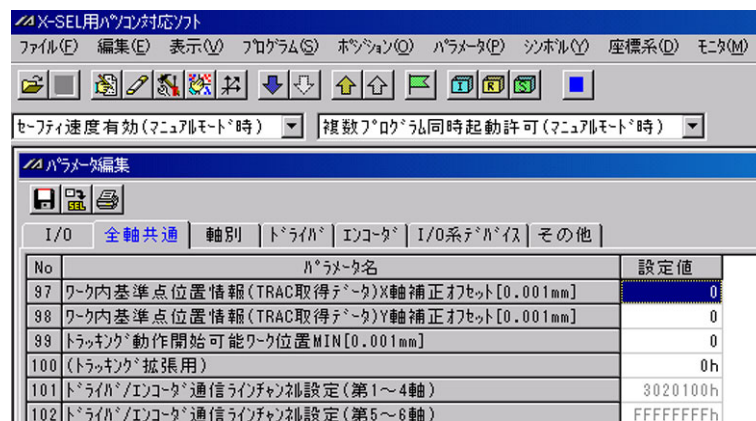 X-SEL用ﾊﾟｿｺﾝ対応ｿﾌﾄ
ﾌｧｲﾙ(F) 編集(E) 表示(V) ﾌﾟﾛｸﾞﾗﾑ(S) ﾎﾟｼﾞｼｮﾝ(O) ﾊﾟﾗﾒｰﾀ(P) ｼﾝﾎﾞﾙ(Y) 座標系(D) ﾓﾆﾀ(M)
I R S
ｾｰﾌﾃｨ速度有効(ﾏﾆｭｱﾙﾓｰﾄﾞ時) 複数ﾌﾟﾛｸﾞﾗﾑ同時起動許可(ﾏﾆｭｱﾙﾓｰﾄﾞ時)
ﾊﾟﾗﾒｰﾀ編集
SEL
I/O 全軸共通 軸別 ﾄﾞﾗｲﾊﾞ ｴﾝｺｰﾀﾞ I/O系ﾃﾞﾊﾞｲｽ その他
No ﾊﾟﾗﾒｰﾀ名 設定値
97 ﾜｰｸ内基準点位置情報(TRAC取得ﾃﾞｰﾀ)X軸補正ｵﾌｾｯﾄ[0.001mm] 0
98 ﾜｰｸ内基準点位置情報(TRAC取得ﾃﾞｰﾀ)Y軸補正ｵﾌｾｯﾄ[0.001mm] 0
99 ﾄﾗｯｷﾝｸﾞ動作開始可能ﾜｰｸ位置MIN[0.001mm] 0
100 (ﾄﾗｯｷﾝｸﾞ拡張用) 0h
101 ﾄﾞﾗｲﾊﾞ/ｴﾝｺｰﾀﾞ通信ﾗｲﾝﾁｬﾝﾈﾙ設定(第1～4軸) 3020100h
102 ﾄﾞﾗｲﾊﾞ/ｴﾝｺｰﾀﾞ通信ﾗｲﾝﾁｬﾝﾈﾙ設定(第5～6軸) FFFFFFFFh